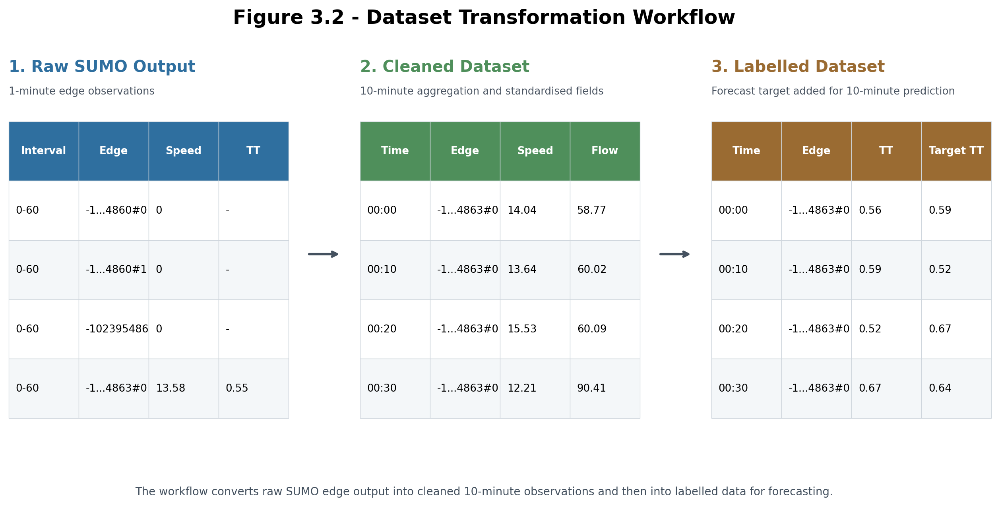 Figure 3.2 - Dataset Transformation Workflow
1. Raw SUMO Output
1-minute edge observations
Interval Edge Speed TT
0-60 -1...4860#0 0 -
0-60 -1...4860#1 0 -
0-60 -102395486 0 -
0-60 -1...4863#0 13.58 0.55
2. Cleaned Dataset
10-minute aggregation and standardised fields
Time Edge Speed Flow
00:00 -1...4863#0 14.04 58.77
00:10 -1...4863#0 13.64 60.02
00:20 -1...4863#0 15.53 60.09
00:30 -1...4863#0 12.21 90.41
3. Labelled Dataset
Forecast target added for 10-minute prediction
Time Edge TT Target TT
00:00 -1...4863#0 0.56 0.59
00:10 -1...4863#0 0.59 0.52
00:20 -1...4863#0 0.52 0.67
00:30 -1...4863#0 0.67 0.64
The workflow converts raw SUMO edge output into cleaned 10-minute observations and then into labelled data for forecasting.